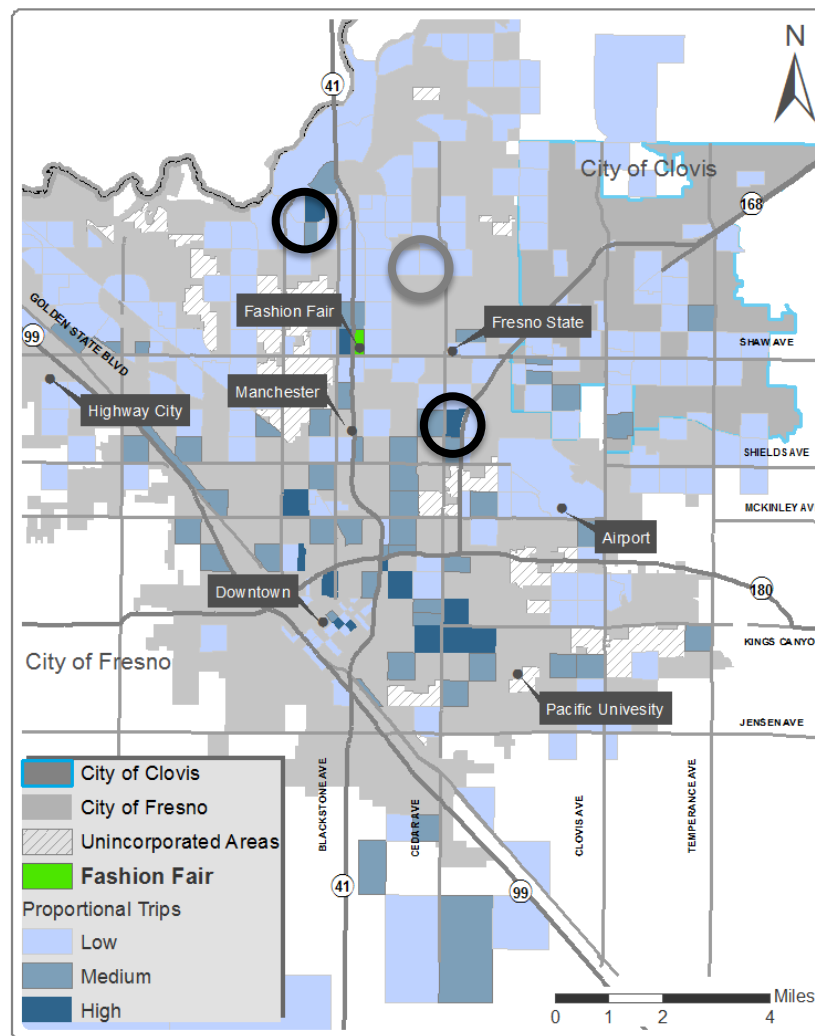 N
41
City of Clovis
168
Fashion Fair
Fresno State
GOLDEN STATE BLVD
99
SHAW AVE
Manchester
Highway City
SHIELDS AVE
MCKINLEY AV
Airport
Downtown
180
KINGS CANYO
City of Fresno
Pacific Univesity
JENSEN AVE
BLACKSTONE AVE
CEDAR AVE
CLOVIS AVE
TEMPERANCE AVE
41
99
City of Clovis
City of Fresno
Unincorporated Areas
Fashion Fair
Proportional Trips
Low
Medium
High
Miles
0 1 2 4